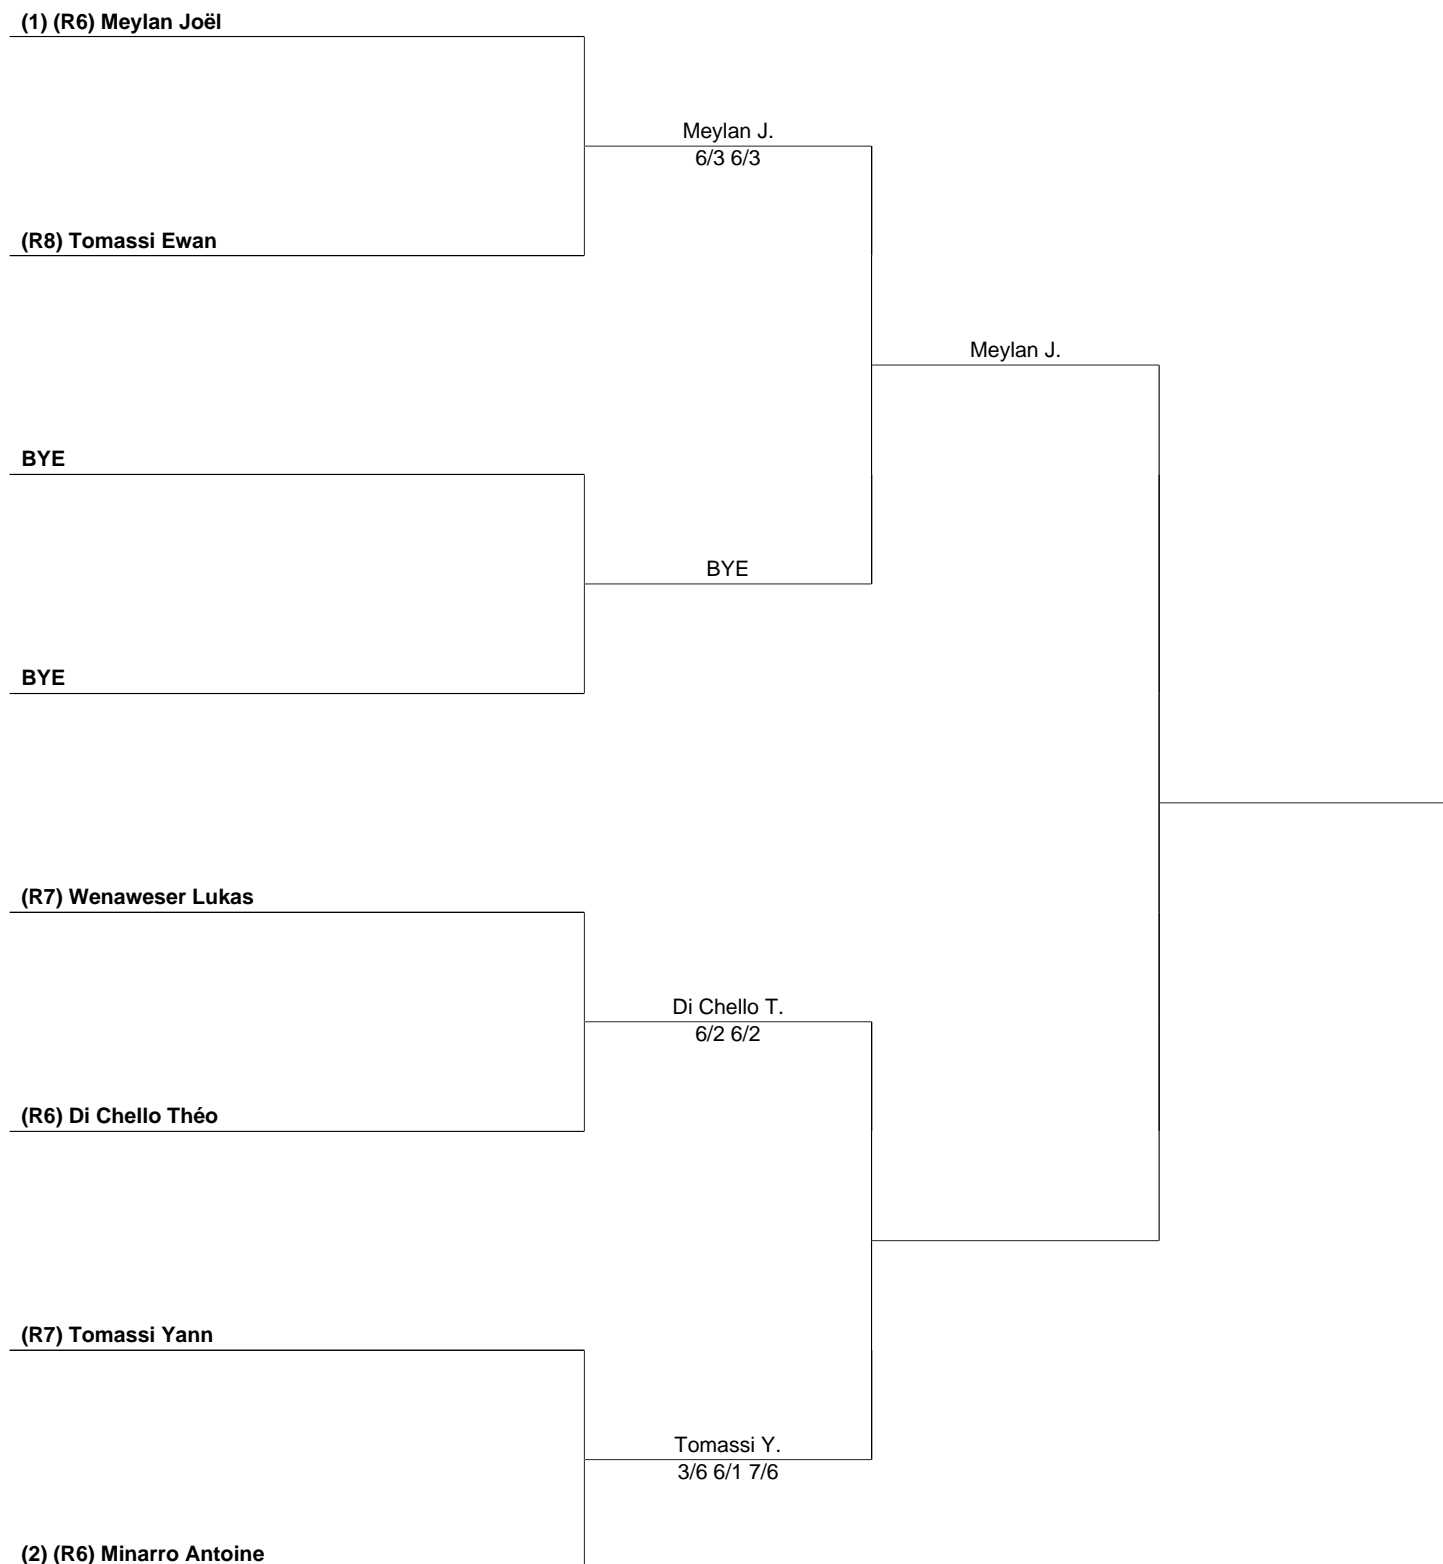 (1) (R6) Meylan Joël
Meylan J.
6/3 6/3
(R8) Tomassi Ewan
Meylan J.
BYE
BYE
BYE
(R7) Wenaweser Lukas
Di Chello T.
6/2 6/2
(R6) Di Chello Théo
(R7) Tomassi Yann
Tomassi Y.
3/6 6/1 7/6
(2) (R6) Minarro Antoine